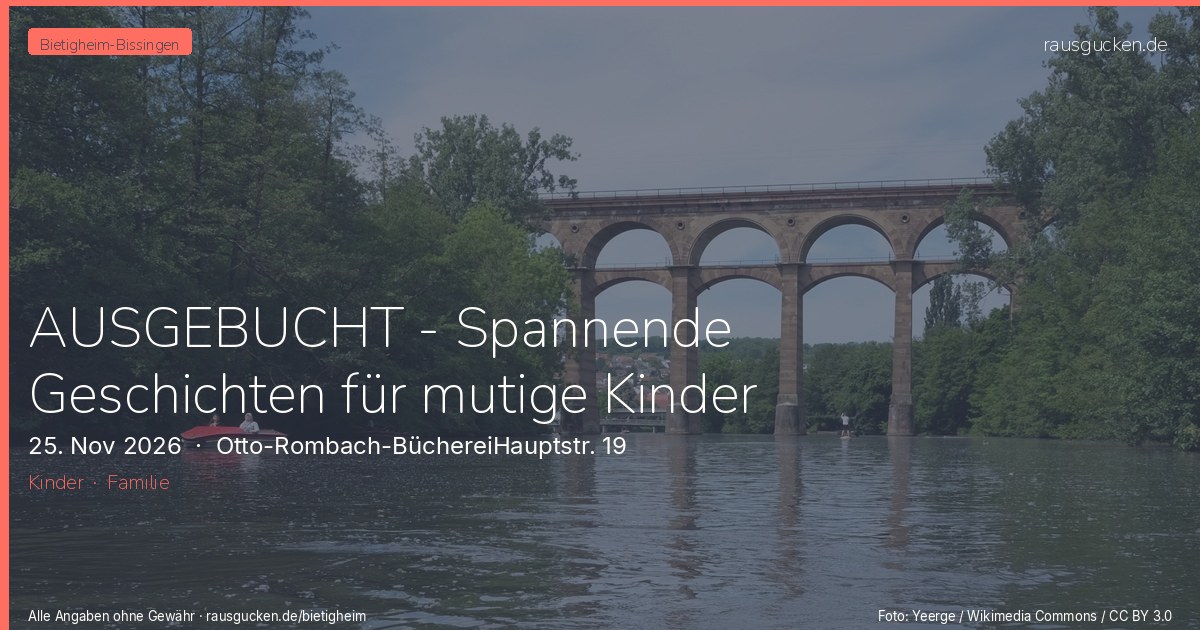 Bietigheim-Bissingen
rausgucken.de
AUSGEBUCHT - Spannende
Geschichten für mutige Kinder
25. Nov 2026 · Otto-Rombach-BüchereiHauptstr. 19
Kinder · Familie
Alle Angaben ohne Gewähr · rausgucken.de/bietigheim
Foto: Yeerge / Wikimedia Commons / CC BY 3.0